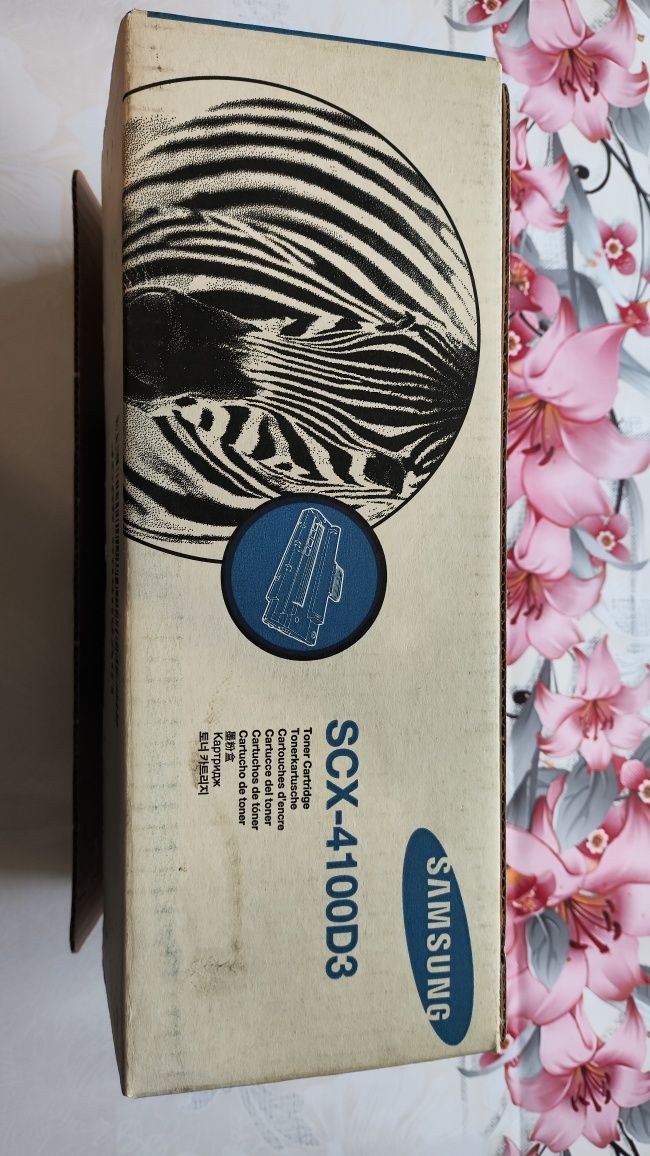 SAMSUNG
SCX-4100D3
Toner Cartridge
Tonerkartusche
Cartouches d'encre
Cartucce del toner
Cartuchos de tóner
Cartucho de toner
墨粉盒
Картридж
토너 카트리지